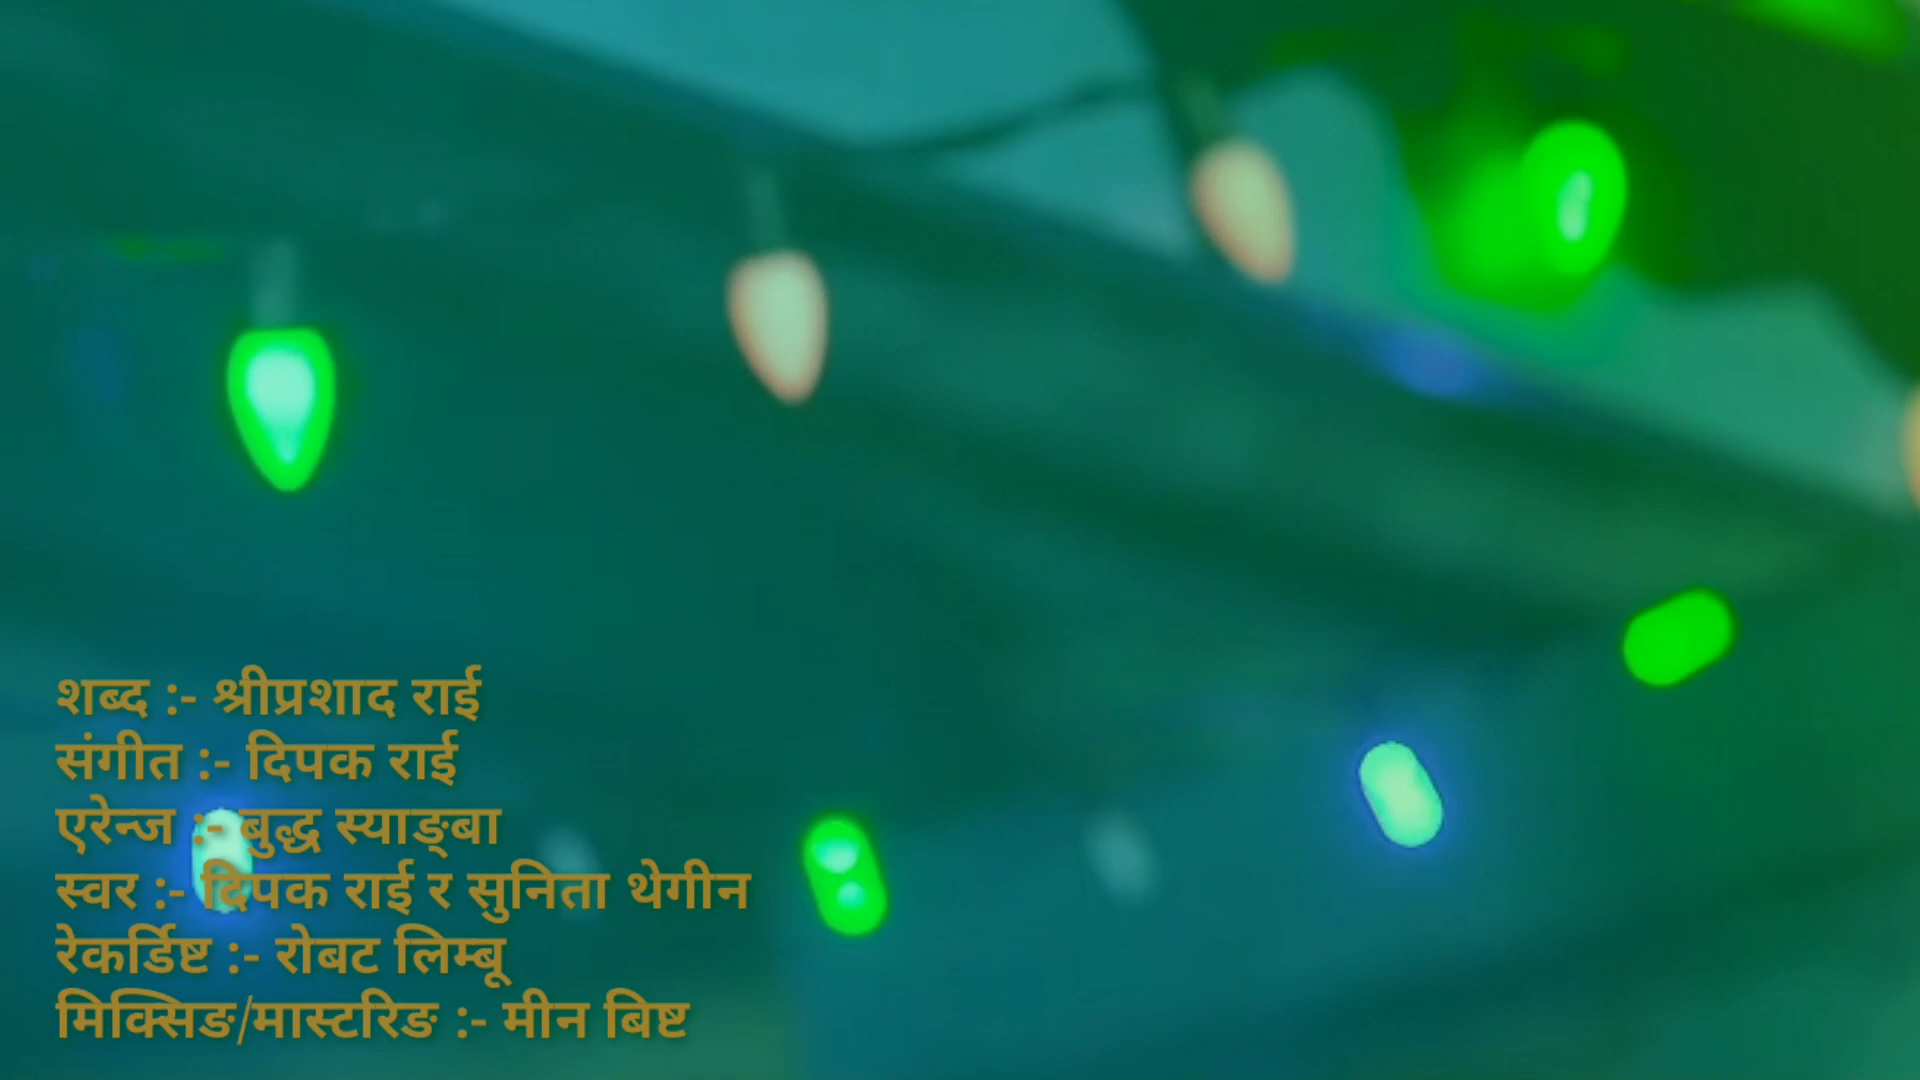 शब्द :- श्रीप्रशाद राई
संगीत :- दिपक राई
एरेन्ज :- बुद्ध स्याङ्बा
स्वर :- दिपक राई र सुनिता थेगीन
रेकर्डिष्ट :- रोबट लिम्बू
मिक्सिङ/मास्टरिङ :- मीन बिष्ट